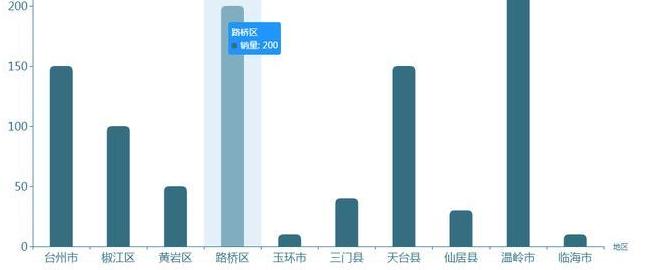 200
路桥区
销量: 200
150
100
50
0
台州市 椒江区 黄岩区 路桥区 玉环市 三门县 天台县 仙居县 温岭市 临海市
地区